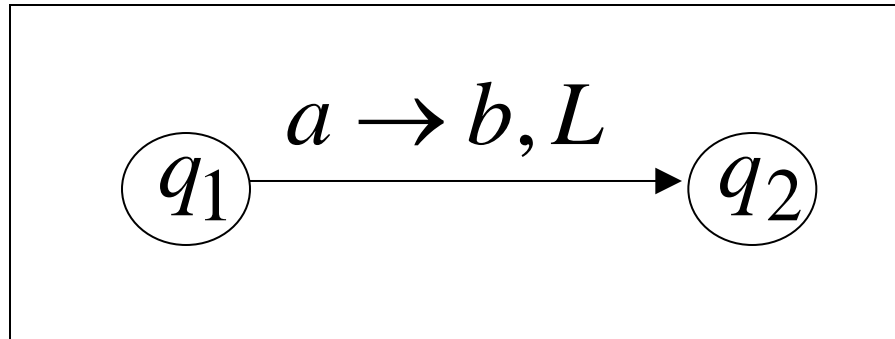 a → b, L
q₁ q₂